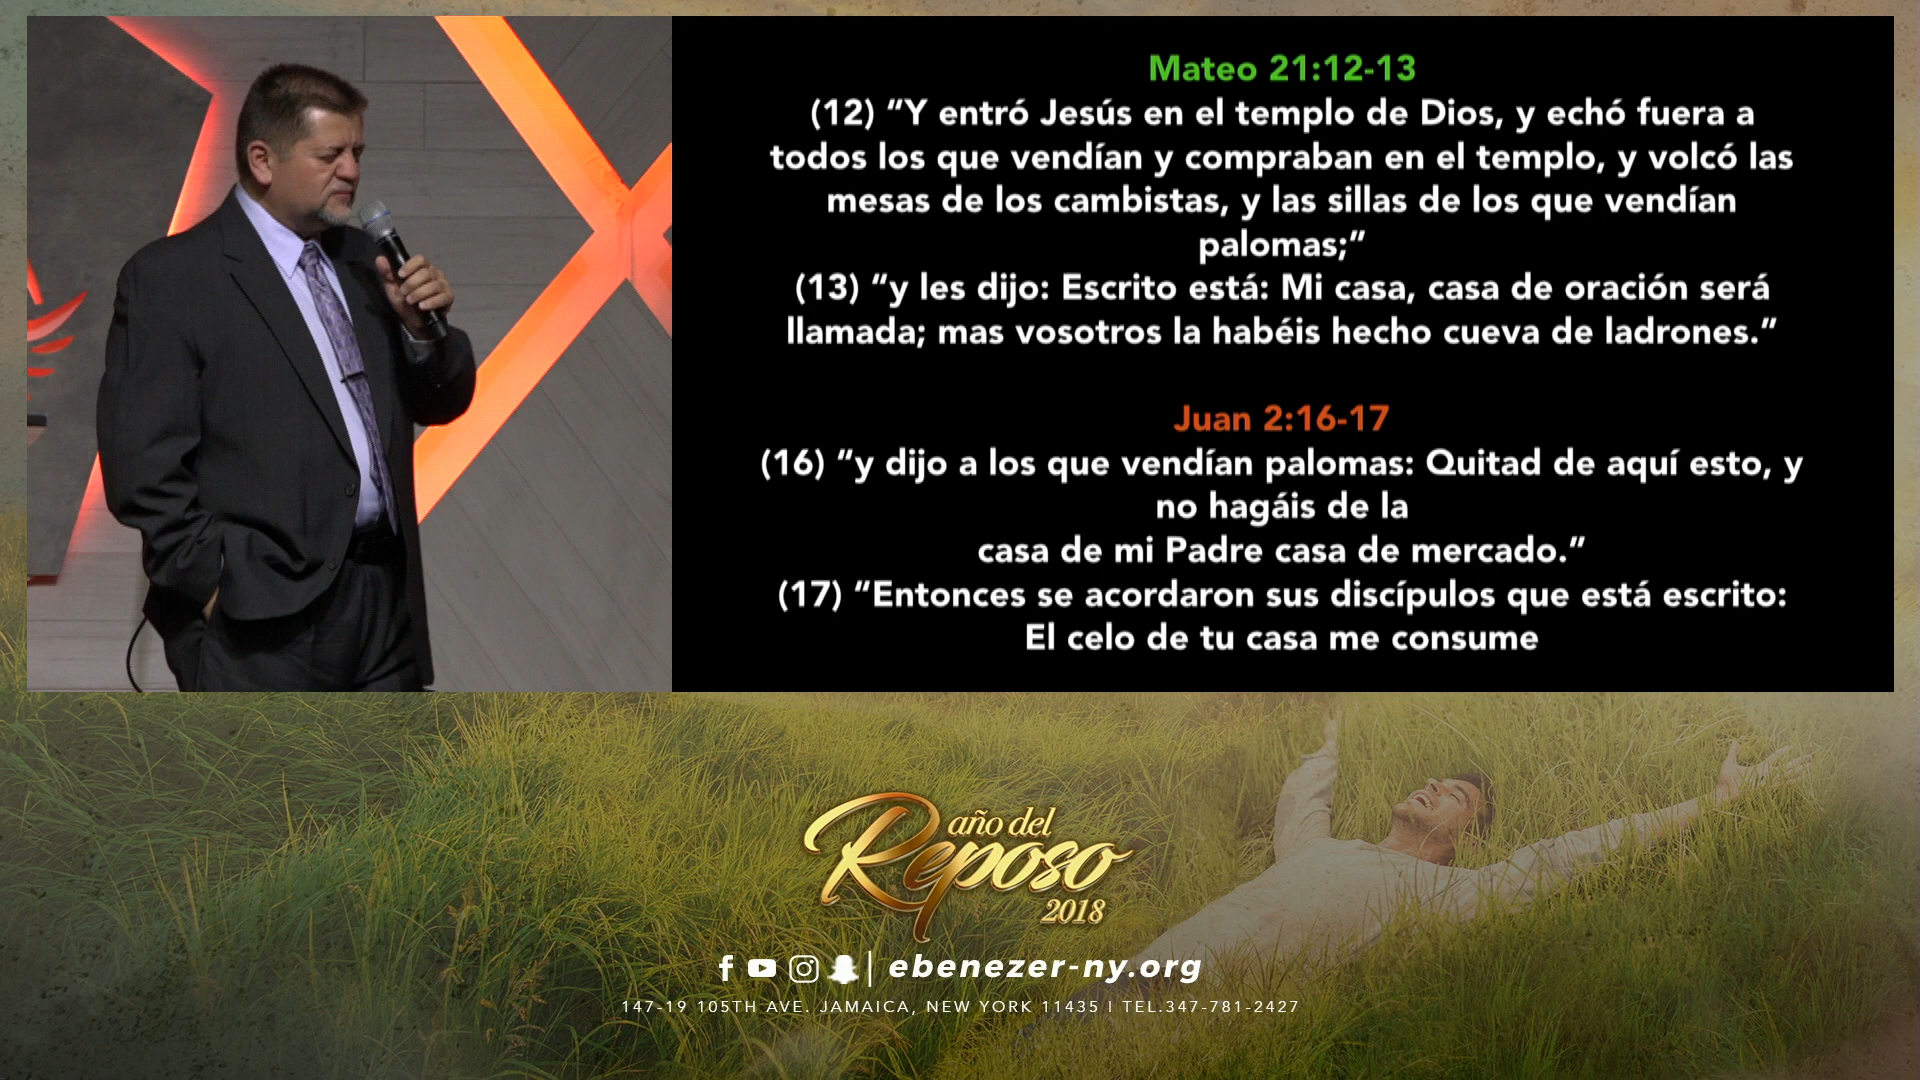 Mateo 21:12-13
(12) “Y entró Jesús en el templo de Dios, y echó fuera a
todos los que vendían y compraban en el templo, y volcó las
mesas de los cambistas, y las sillas de los que vendían
palomas;”
(13) “y les dijo: Escrito está: Mi casa, casa de oración será
llamada; mas vosotros la habéis hecho cueva de ladrones.”
Juan 2:16-17
(16) “y dijo a los que vendían palomas: Quitad de aquí esto, y
no hagáis de la
casa de mi Padre casa de mercado.”
(17) “Entonces se acordaron sus discípulos que está escrito:
El celo de tu casa me consume
año del
Reposo
2018
ebenezer-ny.org
147-19 105TH AVE. JAMAICA, NEW YORK 11435 | TEL.347-781-2427